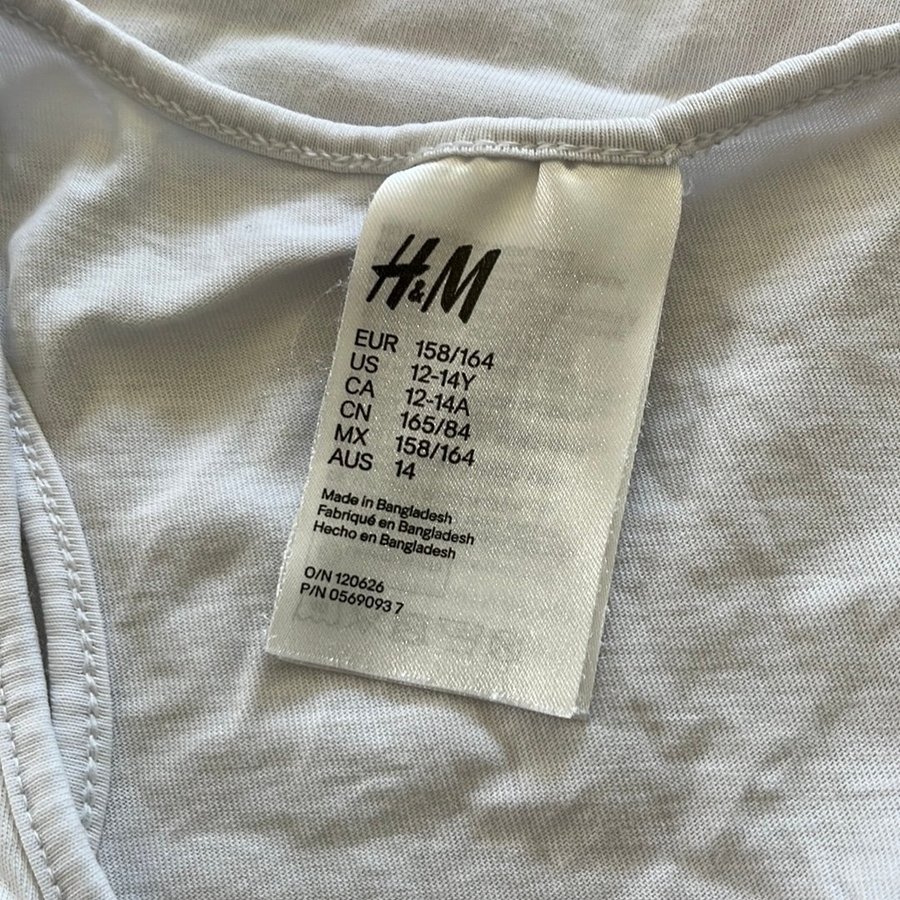 H&M
EUR 158/164
US 12-14Y
CA 12-14A
CN 165/84
MX 158/164
AUS 14
Made in Bangladesh
Fabriqué en Bangladesh
Hecho en Bangladesh
O/N 120626
P/N 0569093 7